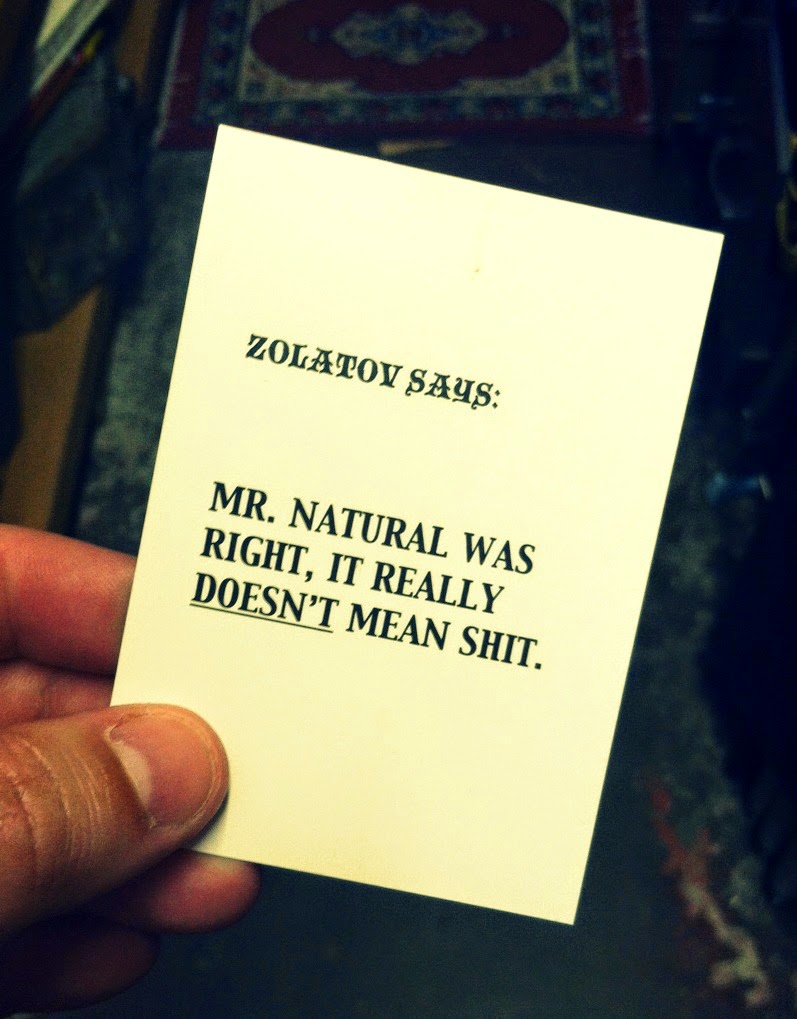 ZOLATOV SAYS:
MR. NATURAL WAS
RIGHT, IT REALLY
DOESN'T MEAN SHIT.